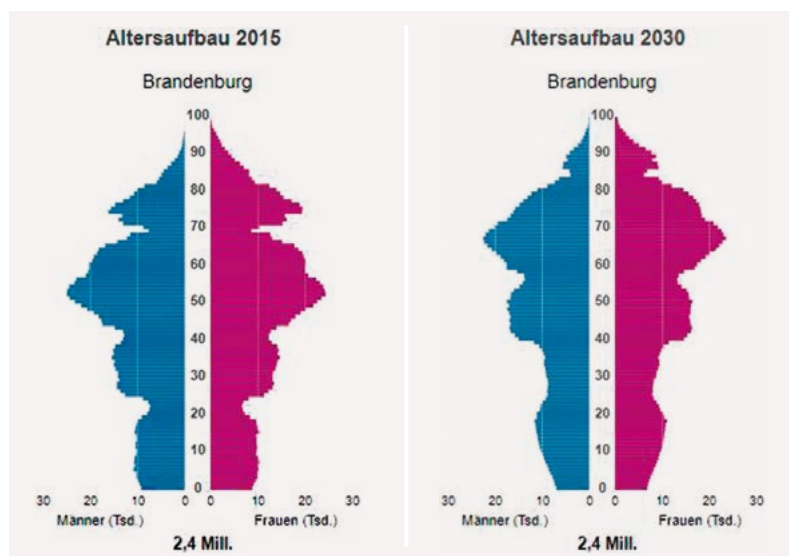 Altersaufbau 2015
Brandenburg
100
90
80
70
60
50
40
30
20
10
0
30 20 10 0 0 10 20 30
Männer (Tsd.) Frauen (Tsd.)
2,4 Mill.
Altersaufbau 2030
Brandenburg
100
90
80
70
60
50
40
30
20
10
0
30 20 10 0 0 10 20 30
Männer (Tsd.) Frauen (Tsd.)
2,4 Mill.